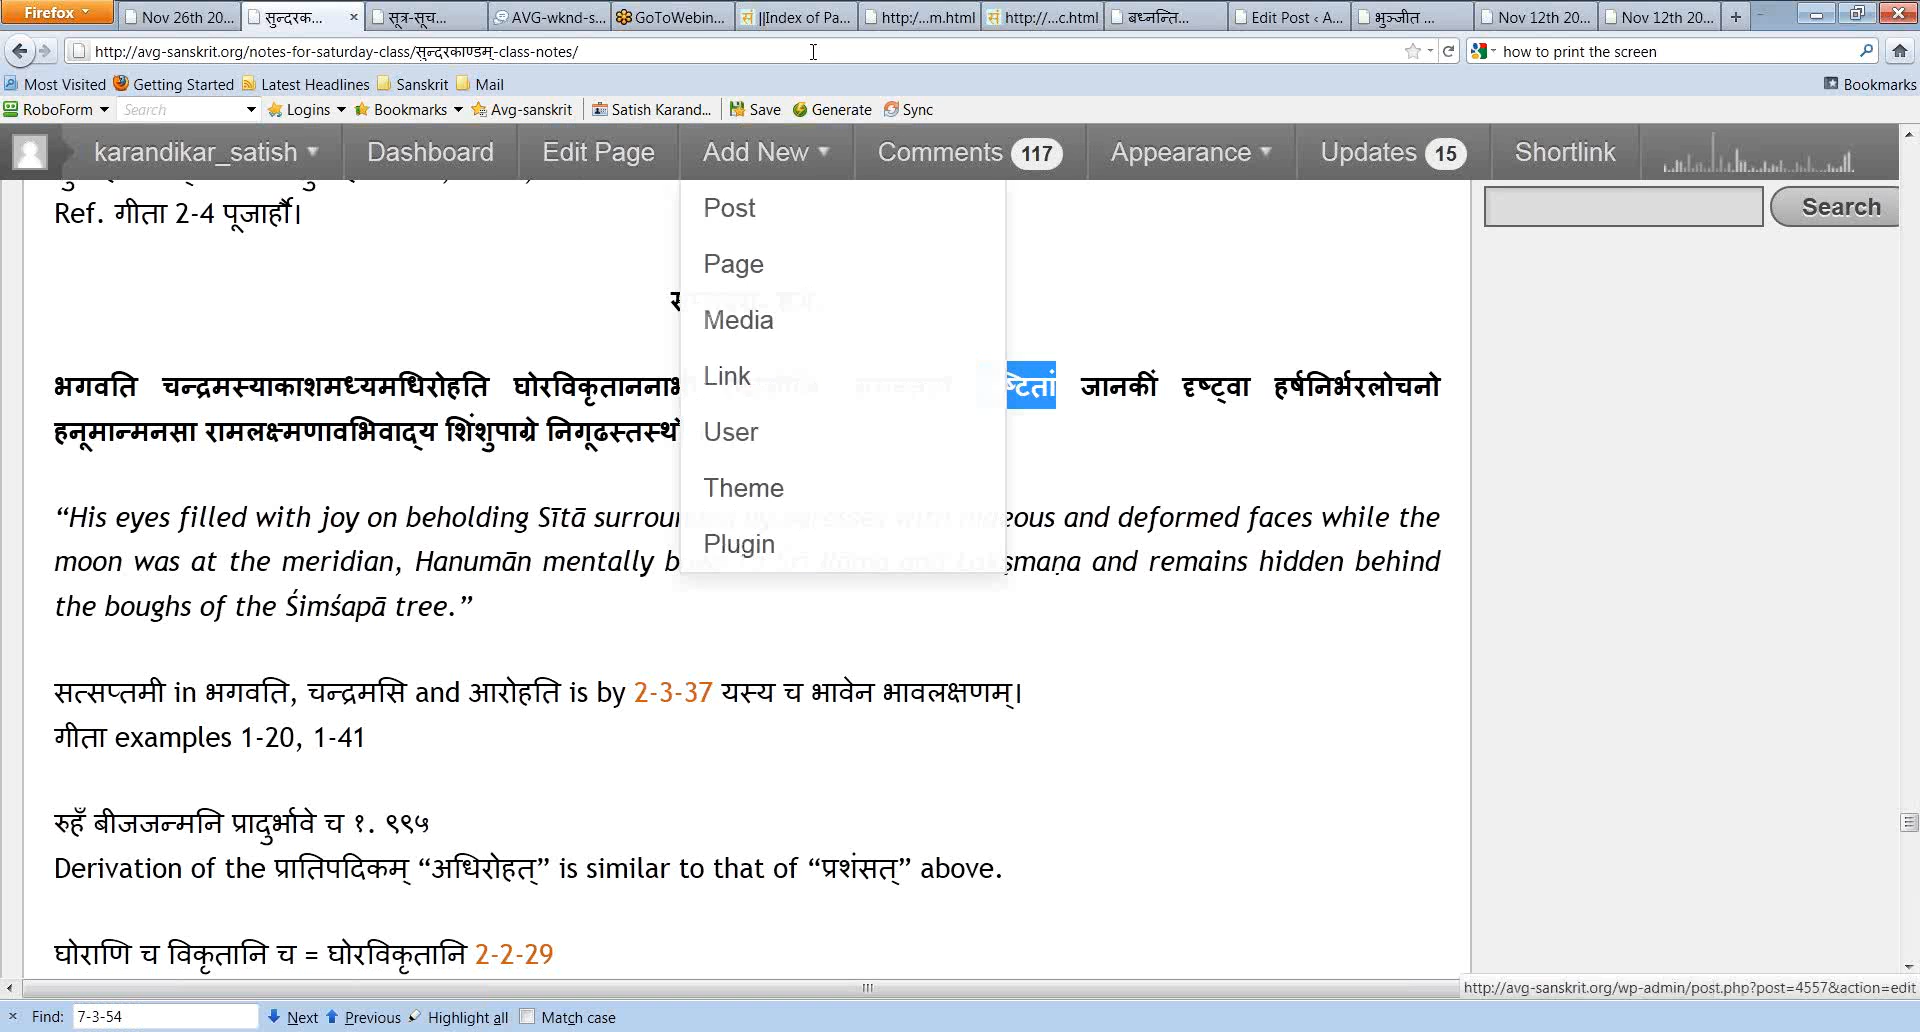 Firefox
Nov 26th 20...
सुन्दरक...
सूत्र-सूच...
AVG-wknd-s...
GoToWebin...
||Index of Pa...
http:/...m.html
http://...c.html
बध्नन्ति...
Edit Post ‹ A...
भुञ्जीत ...
Nov 12th 20...
Nov 12th 20...
http://avg-sanskrit.org/notes-for-saturday-class/सुन्दरकाण्डम्-class-notes/
how to print the screen
Most Visited Getting Started Latest Headlines Sanskrit Mail Bookmarks
RoboForm Search Logins Bookmarks Avg-sanskrit Satish Karand... Save Generate Sync
karandikar_satish Dashboard Edit Page Add New Comments 117 Appearance Updates 15 Shortlink
Ref. गीता 2-4 पूजार्हौ।
Search
Post
Page
Media
Link
User
Theme
Plugin
भगवति चन्द्रमस्याकाशमध्यमधिरोहति घोरविकृताननाभ ष्टितां जानकीं दृष्ट्वा हर्षनिर्भरलोचनो
हनूमान्मनसा रामलक्ष्मणावभिवाद्य शिंशुपाग्रे निगूढस्तस्थ
“His eyes filled with joy on beholding Sītā surrou eous and deformed faces while the
moon was at the meridian, Hanumān mentally b ṣmaṇa and remains hidden behind
the boughs of the Śimśapā tree.”
सत्सप्तमी in भगवति, चन्द्रमसि and आरोहति is by 2-3-37 यस्य च भावेन भावलक्षणम्।
गीता examples 1-20, 1-41
रुहँ बीजजन्मनि प्रादुर्भावे च १. ९९५
Derivation of the प्रातिपदिकम् “अधिरोहत्” is similar to that of “प्रशंसत्” above.
घोराणि च विकृतानि च = घोरविकृतानि 2-2-29
http://avg-sanskrit.org/wp-admin/post.php?post=4557&action=edit
Find: 7-3-54 Next Previous Highlight all Match case